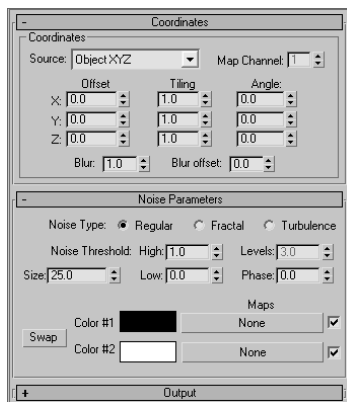 - Coordinates
Coordinates
Source: Object XYZ Map Channel: 1
Offset Tiling Angle:
X: 0.0 1.0 0.0
Y: 0.0 1.0 0.0
Z: 0.0 1.0 0.0
Blur: 1.0 Blur offset: 0.0
- Noise Parameters
Noise Type: Regular Fractal Turbulence
Noise Threshold: High: 1.0 Levels: 3.0
Size: 25.0 Low: 0.0 Phase: 0.0
Maps
Color #1 None
Swap
Color #2 None
+ Output